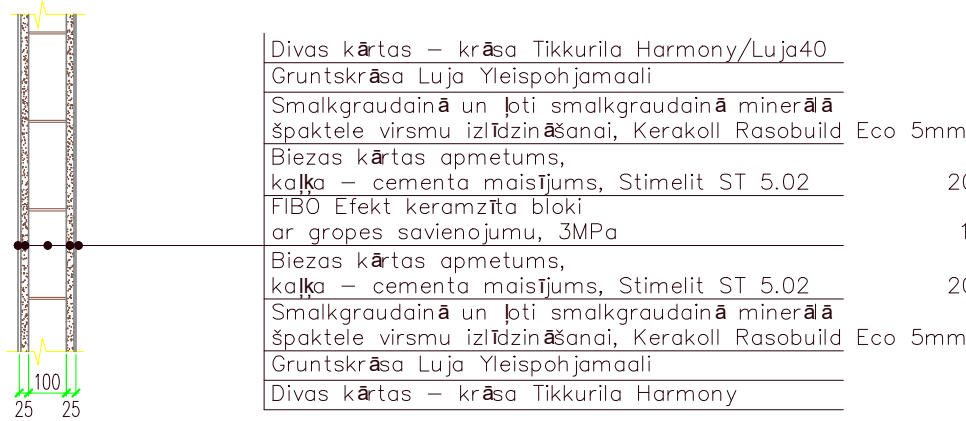 Divas kārtas – krāsa Tikkurila Harmony/Luja40
Gruntskrāsa Luja Yleispohjamaali
Smalkgraudainā un ļoti smalkgraudainā minerālā
špaktele virsmu izlīdzināšanai, Kerakoll Rasobuild Eco 5mm
Biezas kārtas apmetums,
kaļķa – cementa maisījums, Stimelit ST 5.02
FIBO Efekt keramzīta bloki
ar gropes savienojumu, 3MPa
Biezas kārtas apmetums,
kaļķa – cementa maisījums, Stimelit ST 5.02
Smalkgraudainā un ļoti smalkgraudainā minerālā
špaktele virsmu izlīdzināšanai, Kerakoll Rasobuild Eco 5mm
Gruntskrāsa Luja Yleispohjamaali
Divas kārtas – krāsa Tikkurila Harmony
100
25 25